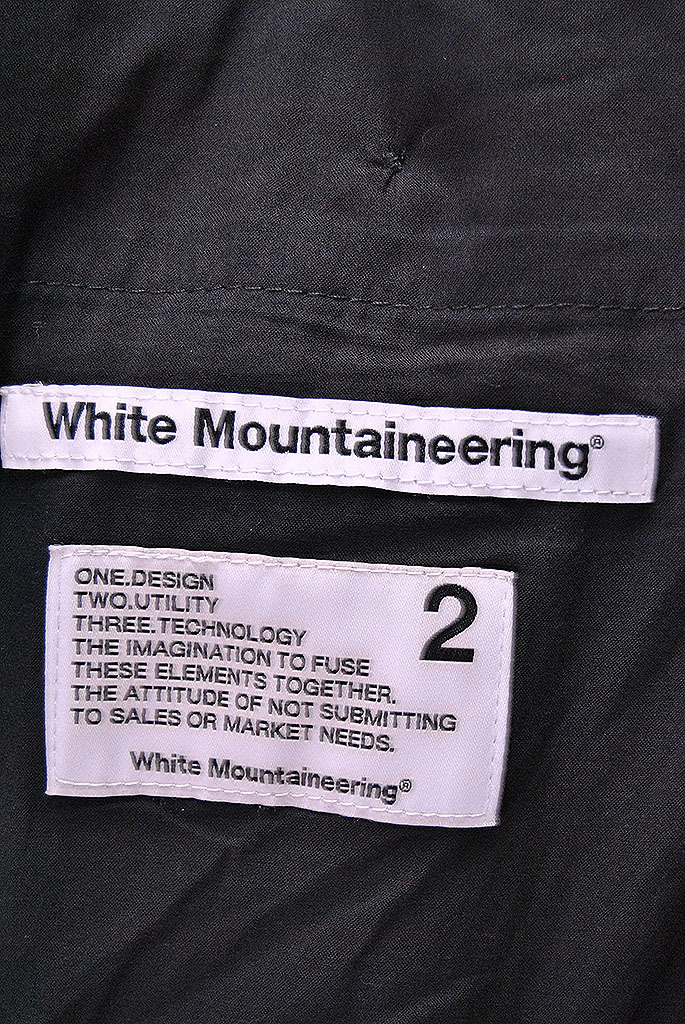 White Mountaineering®
ONE.DESIGN
TWO.UTILITY
THREE.TECHNOLOGY
THE IMAGINATION TO FUSE
THESE ELEMENTS TOGETHER.
THE ATTITUDE OF NOT SUBMITTING
TO SALES OR MARKET NEEDS.
2
White Mountaineering®